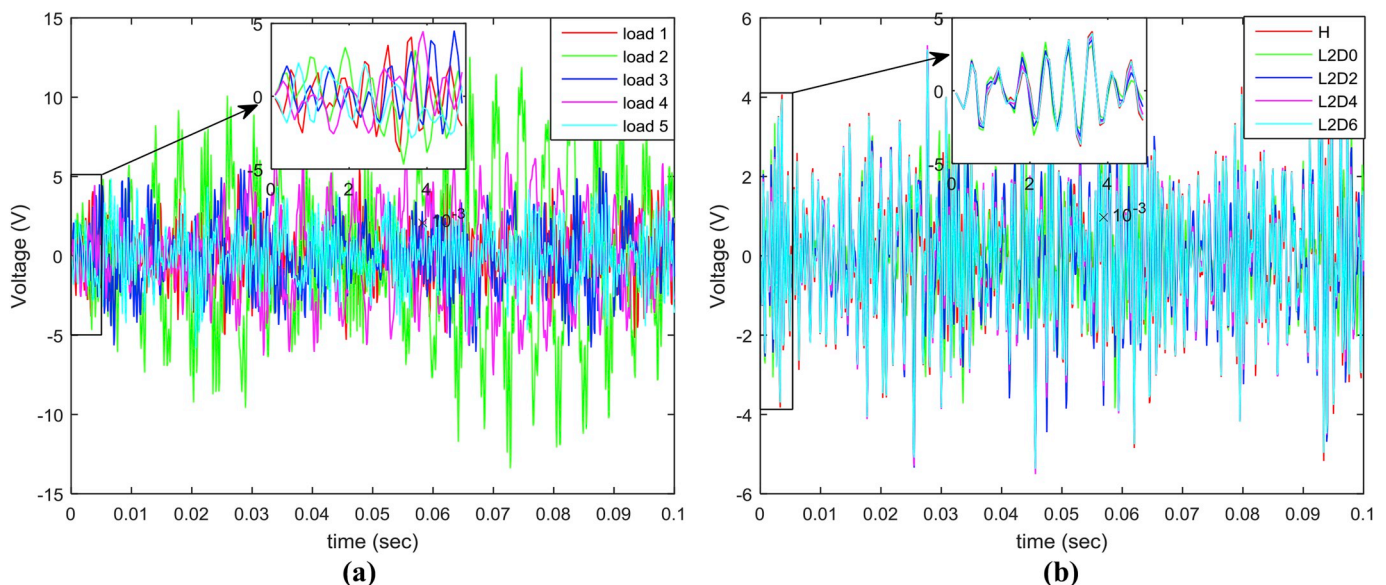 15
10
5
0
-5
-10
-15
Voltage (V)
0 0.01 0.02 0.03 0.04 0.05 0.06 0.07 0.08 0.09 0.1
time (sec)
5
0
-5
0 2 4
× 10-3
load 1
load 2
load 3
load 4
load 5
(a)
6
4
2
0
-2
-4
-6
Voltage (V)
0 0.01 0.02 0.03 0.04 0.05 0.06 0.07 0.08 0.09 0.1
time (sec)
5
0
-5
0 2 4
× 10-3
H
L2D0
L2D2
L2D4
L2D6
(b)